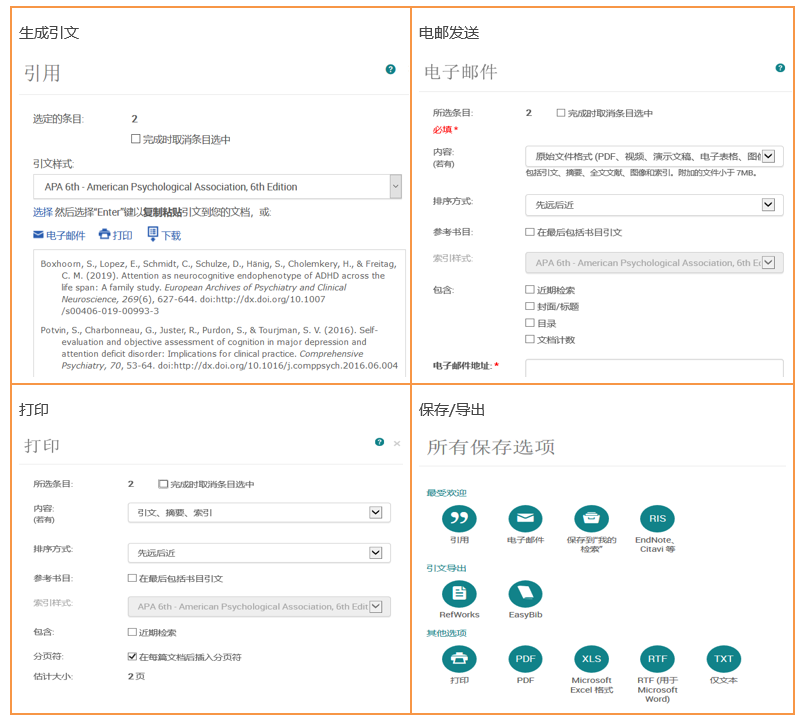 生成引文
引用
选定的条目: 2
完成时取消条目选中
引文样式:
APA 6th - American Psychological Association, 6th Edition
选择 然后选择“Enter”键以复制粘贴引文到您的文档，或:
电子邮件 打印 下载
Boxhoorn, S., Lopez, E., Schmidt, C., Schulze, D., Hänig, S., Cholemkery, H., & Freitag,
C. M. (2019). Attention as neurocognitive endophenotype of ADHD across the
life span: A family study. European Archives of Psychiatry and Clinical
Neuroscience, 269(6), 627-644. doi:http://dx.doi.org/10.1007
/s00406-019-00993-3
Potvin, S., Charbonneau, G., Juster, R., Purdon, S., & Tourjman, S. V. (2016). Self-
evaluation and objective assessment of cognition in major depression and
attention deficit disorder: Implications for clinical practice. Comprehensive
Psychiatry, 70, 53-64. doi:http://dx.doi.org/10.1016/j.comppsych.2016.06.004
电邮发送
电子邮件
所选条目: 2 完成时取消条目选中
必填 *
内容: 原始文件格式 (PDF、视频、演示文稿、电子表格、图
(若有) 包括引文、摘要、全文文献、图像和索引。附加的文件小于 7MB。
排序方式: 先远后近
参考书目: 在最后包括书目引文
索引样式: APA 6th - American Psychological Association, 6th Ec
包含: 近期检索
封面/标题
目录
文档计数
电子邮件地址: *
打印
打印
所选条目: 2 完成时取消条目选中
内容: 引文、摘要、索引
(若有)
排序方式: 先远后近
参考书目: 在最后包括书目引文
索引样式: APA 6th - American Psychological Association, 6th Edit
包含: 近期检索
分页符: 在每篇文档后插入分页符
估计大小: 2 页
保存/导出
所有保存选项
最受欢迎
RIS
引用 电子邮件 保存到“我的 EndNote、
检索” Citavi 等
引文导出
RefWorks EasyBib
其他选项
PDF XLS RTF TXT
打印 PDF Microsoft RTF (用于 仅文本
Excel 格式 Microsoft
Word)